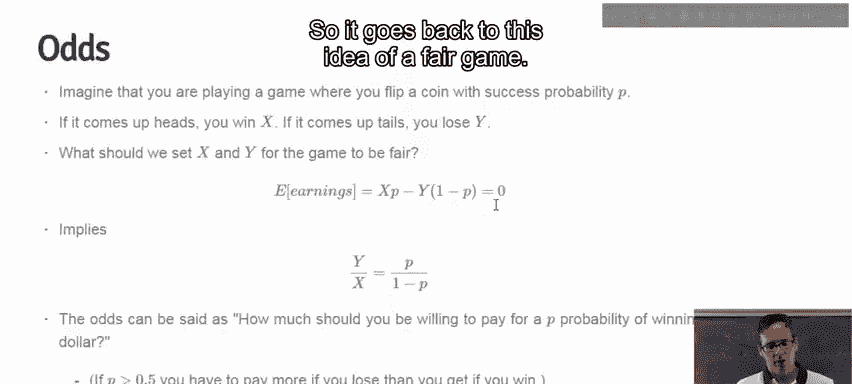 So it goes back to this
idea of a fair game.
Odds
Imagine that you are playing a game where you flip a coin with success probability p.
If it comes up heads, you win X. If it comes up tails, you lose Y.
What should we set X and Y for the game to be fair?
E[earnings] = Xp − Y(1 − p) = 0
Implies
Y/X = p/(1 − p)
The odds can be said as "How much should you be willing to pay for a p probability of
dollar?"
- (If p > 0.5 you have to pay more if you lose than you get if you win.)